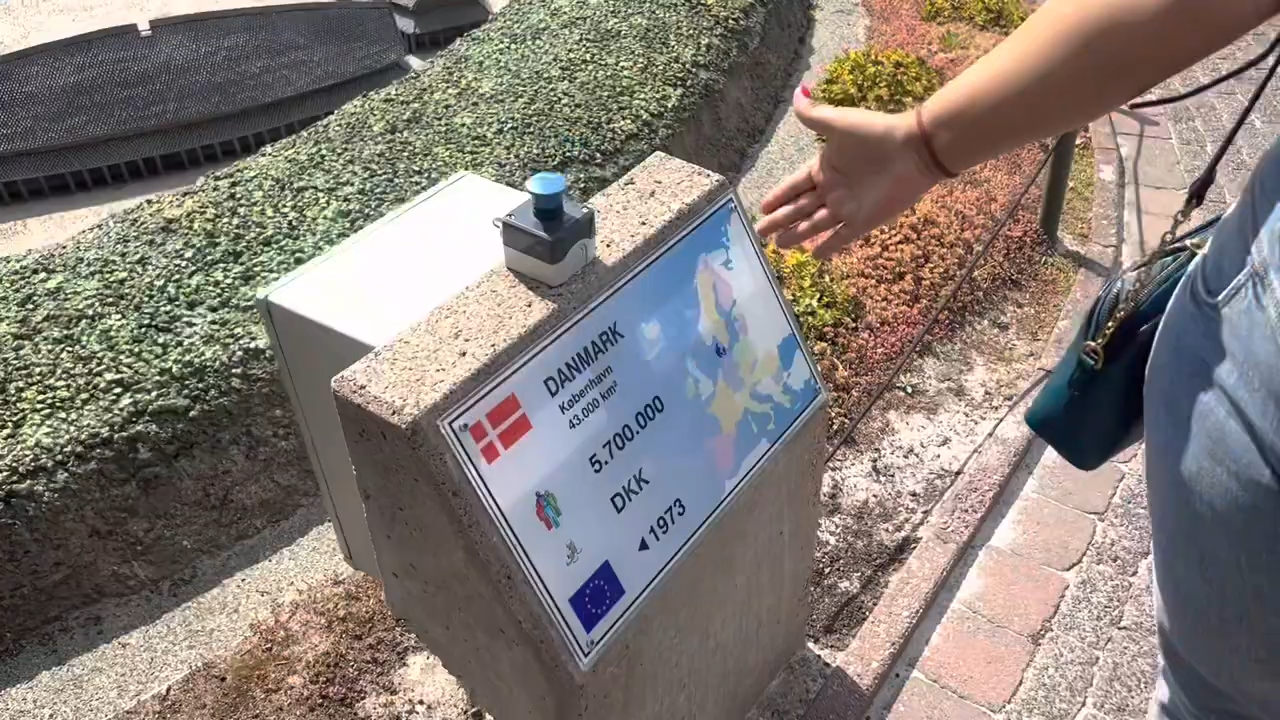 DANMARK
København
43.000 km²
5.700.000
DKK
◄1973